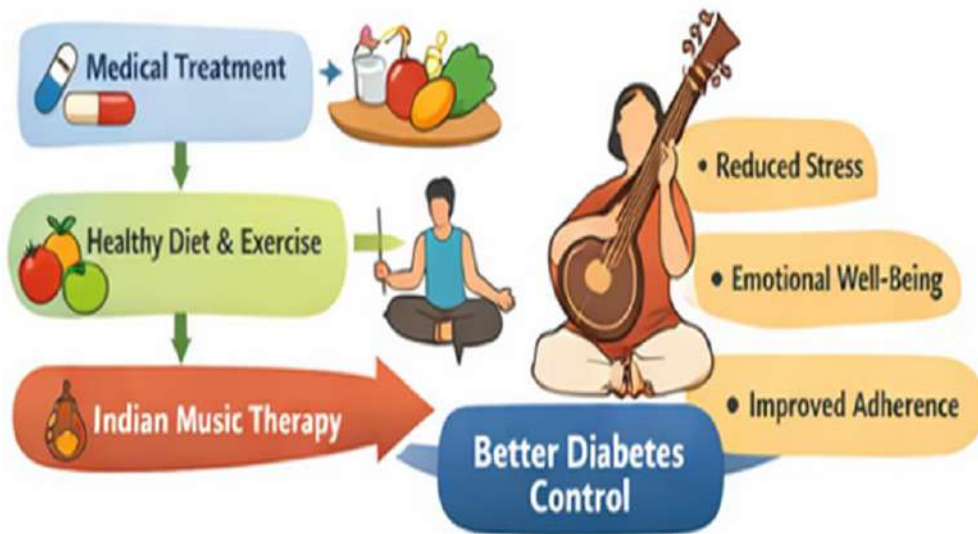 Medical Treatment
Healthy Diet & Exercise
Indian Music Therapy
Better Diabetes
Control
• Reduced Stress
• Emotional Well-Being
• Improved Adherence